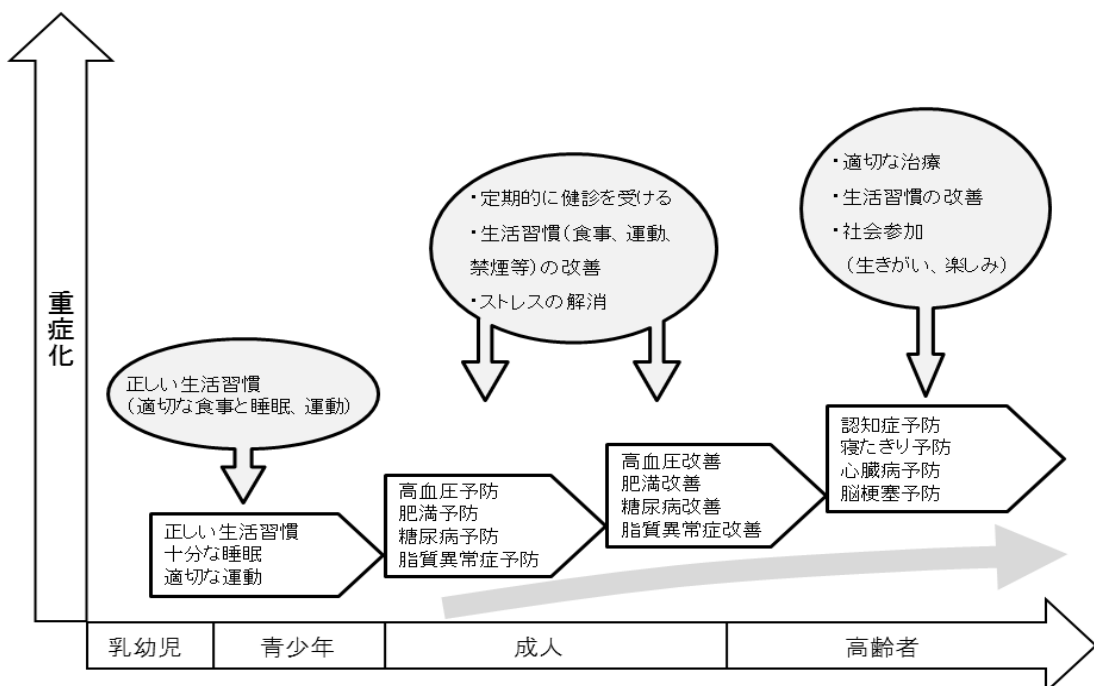 重症化
正しい生活習慣
（適切な食事と睡眠、運動）
・定期的に健診を受ける
・生活習慣（食事、運動、
禁煙等）の改善
・ストレスの解消
・適切な治療
・生活習慣の改善
・社会参加
（生きがい、楽しみ）
正しい生活習慣
十分な睡眠
適切な運動
高血圧予防
肥満予防
糖尿病予防
脂質異常症予防
高血圧改善
肥満改善
糖尿病改善
脂質異常症改善
認知症予防
寝たきり予防
心臓病予防
脳梗塞予防
乳幼児
青少年
成人
高齢者